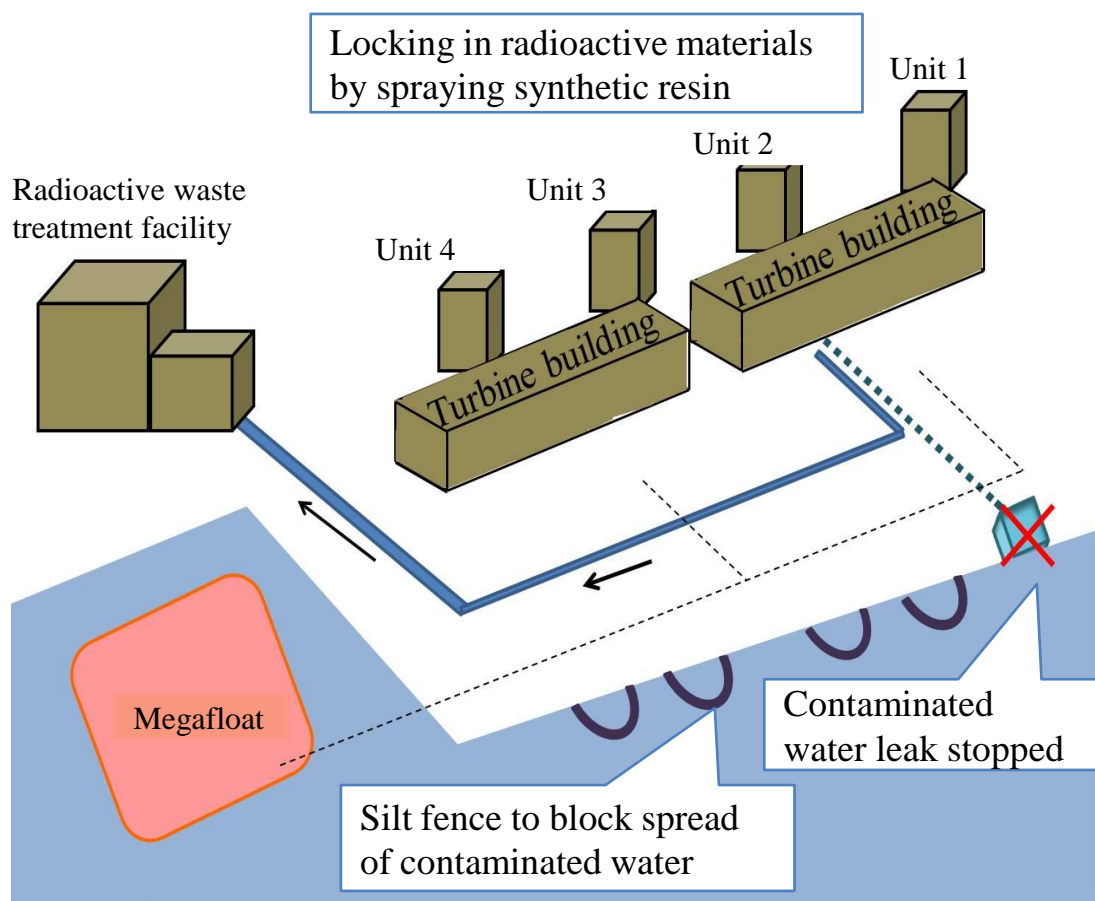 Locking in radioactive materials
by spraying synthetic resin
Unit 1
Unit 2
Unit 3
Unit 4
Radioactive waste
treatment facility
Turbine building
Turbine building
Megafloat
Contaminated
water leak stopped
Silt fence to block spread
of contaminated water